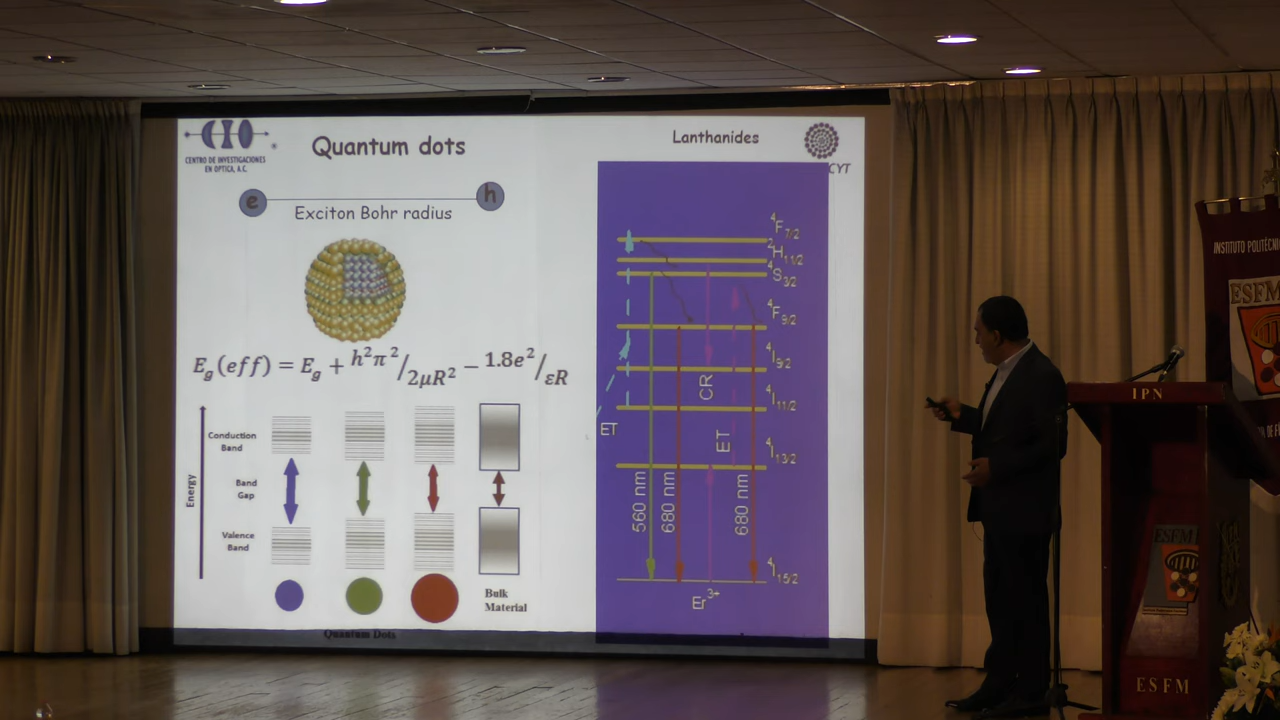 CIO
CENTRO DE INVESTIGACIONES
EN OPTICA, A.C.
Quantum dots
e
h
Exciton Bohr radius
E_g(eff) = E_g + h²π²/2μR² − 1.8e²/εR
Energy
Conduction
Band
Band
Gap
Valence
Band
Bulk
Material
Quantum Dots
Lanthanides
CYT
⁴F₇/₂
²H₁₁/₂
⁴S₃/₂
⁴F₉/₂
⁴I₉/₂
⁴I₁₁/₂
⁴I₁₃/₂
⁴I₁₅/₂
ET
CR
ET
560 nm
680 nm
680 nm
Er³⁺
INSTITUTO POLITÉCNI
ESFM
IPN
ESFM
ESFM